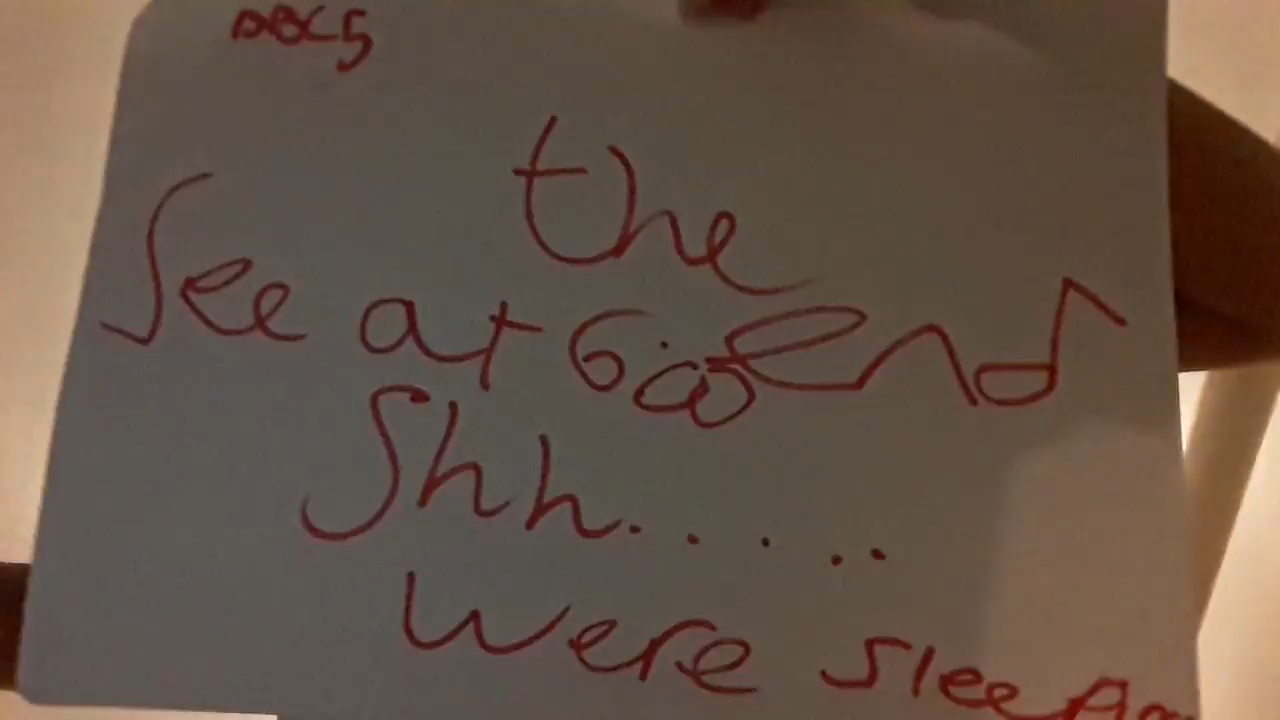 ABC5
the
See at 6:00 end
Shh.....
were